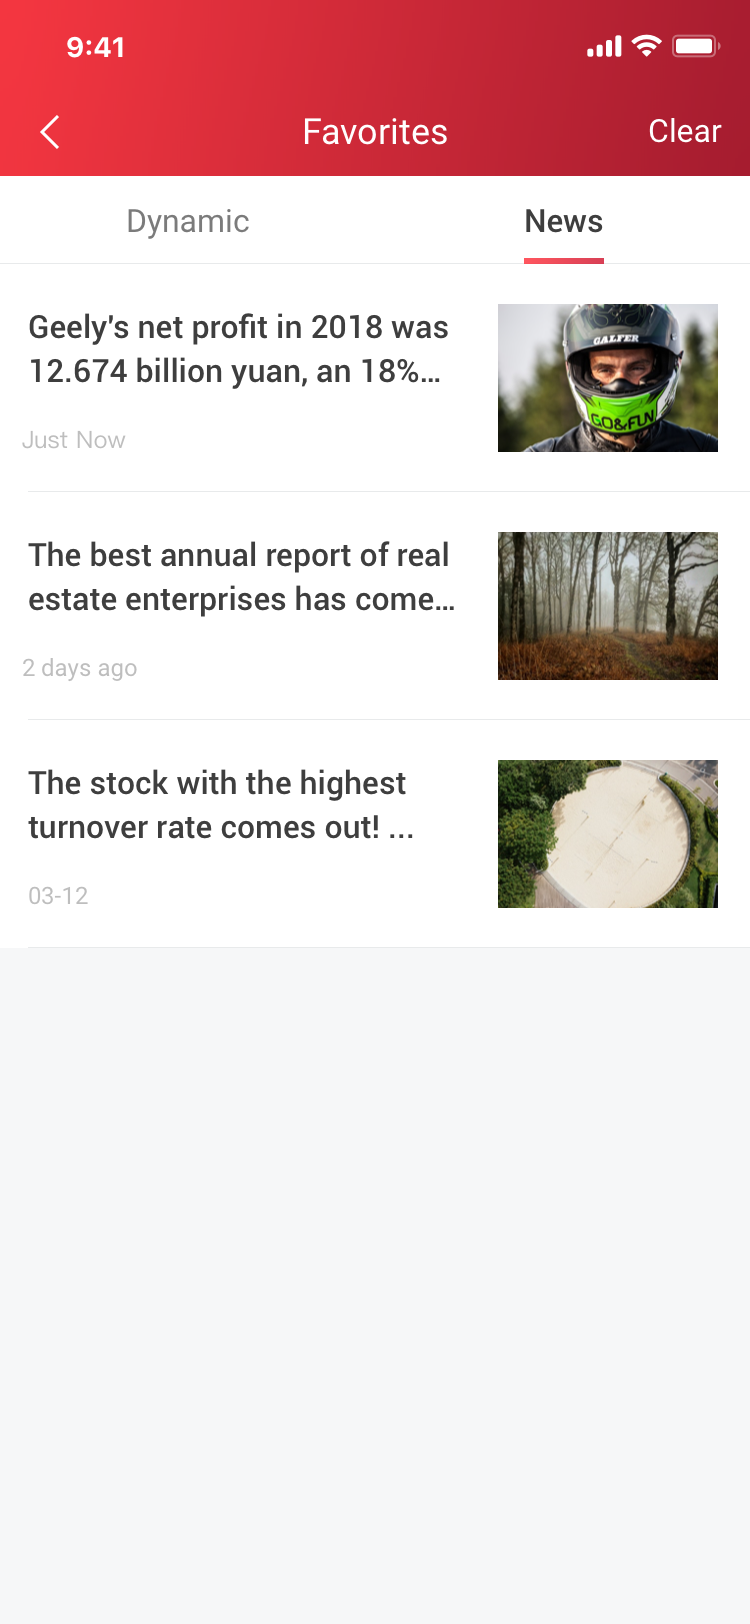 9:41
Favorites
Clear
Dynamic
News
Geely's net profit in 2018 was
12.674 billion yuan, an 18%...
GALFER
GO&FUN
Just Now
The best annual report of real
estate enterprises has come...
2 days ago
The stock with the highest
turnover rate comes out! ...
03-12